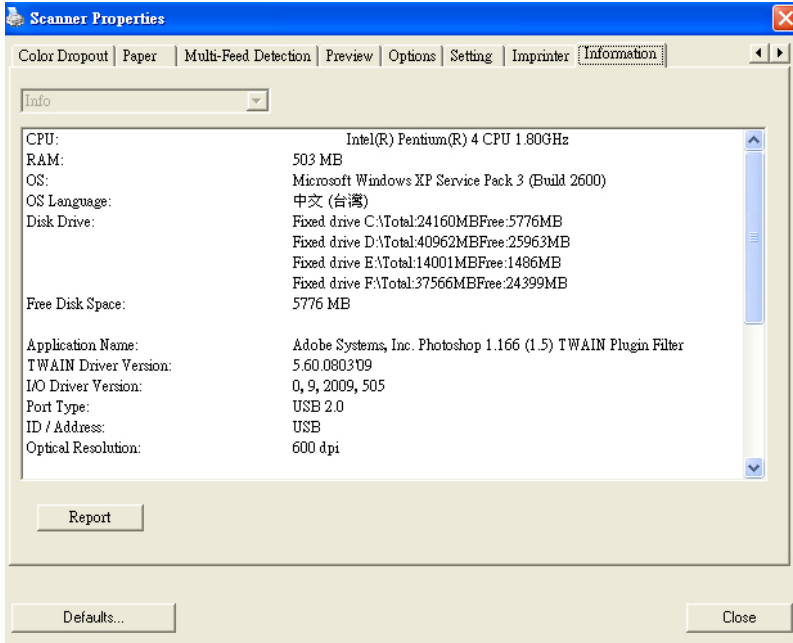 Scanner Properties
Color Dropout Paper Multi-Feed Detection Preview Options Setting Imprinter Information
Info
CPU: Intel(R) Pentium(R) 4 CPU 1.80GHz
RAM: 503 MB
OS: Microsoft Windows XP Service Pack 3 (Build 2600)
OS Language: 中文 (台灣)
Disk Drive: Fixed drive C:\Total:24160MBFree:5776MB
Fixed drive D:\Total:40962MBFree:25963MB
Fixed drive E:\Total:14001MBFree:1486MB
Fixed drive F:\Total:37566MBFree:24399MB
Free Disk Space: 5776 MB
Application Name: Adobe Systems, Inc. Photoshop 1.166 (1.5) TWAIN Plugin Filter
TWAIN Driver Version: 5.60.0803'09
I/O Driver Version: 0, 9, 2009, 505
Port Type: USB 2.0
ID / Address: USB
Optical Resolution: 600 dpi
Report
Defaults... Close